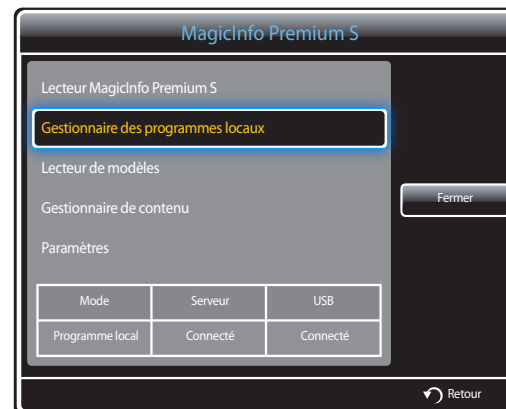 MagicInfo Premium S
Lecteur MagicInfo Premium S
Gestionnaire des programmes locaux
Lecteur de modèles
Gestionnaire de contenu
Paramètres
Fermer
Mode Serveur USB
Programme local Connecté Connecté
Retour